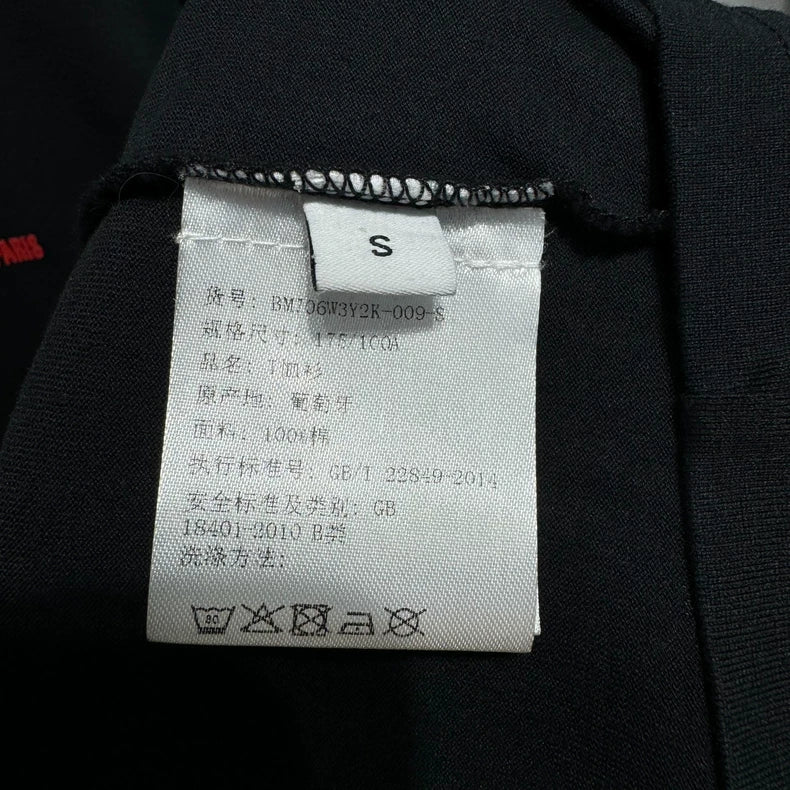 PARIS
S
货号: BM706W3Y2K-009-S
规格尺寸: 175/100A
品名: T恤衫
原产地: 葡萄牙
面料: 100%棉
执行标准号: GB/T 22849-2014
安全标准及类别: GB
18401-2010 B类
洗涤方法:
30